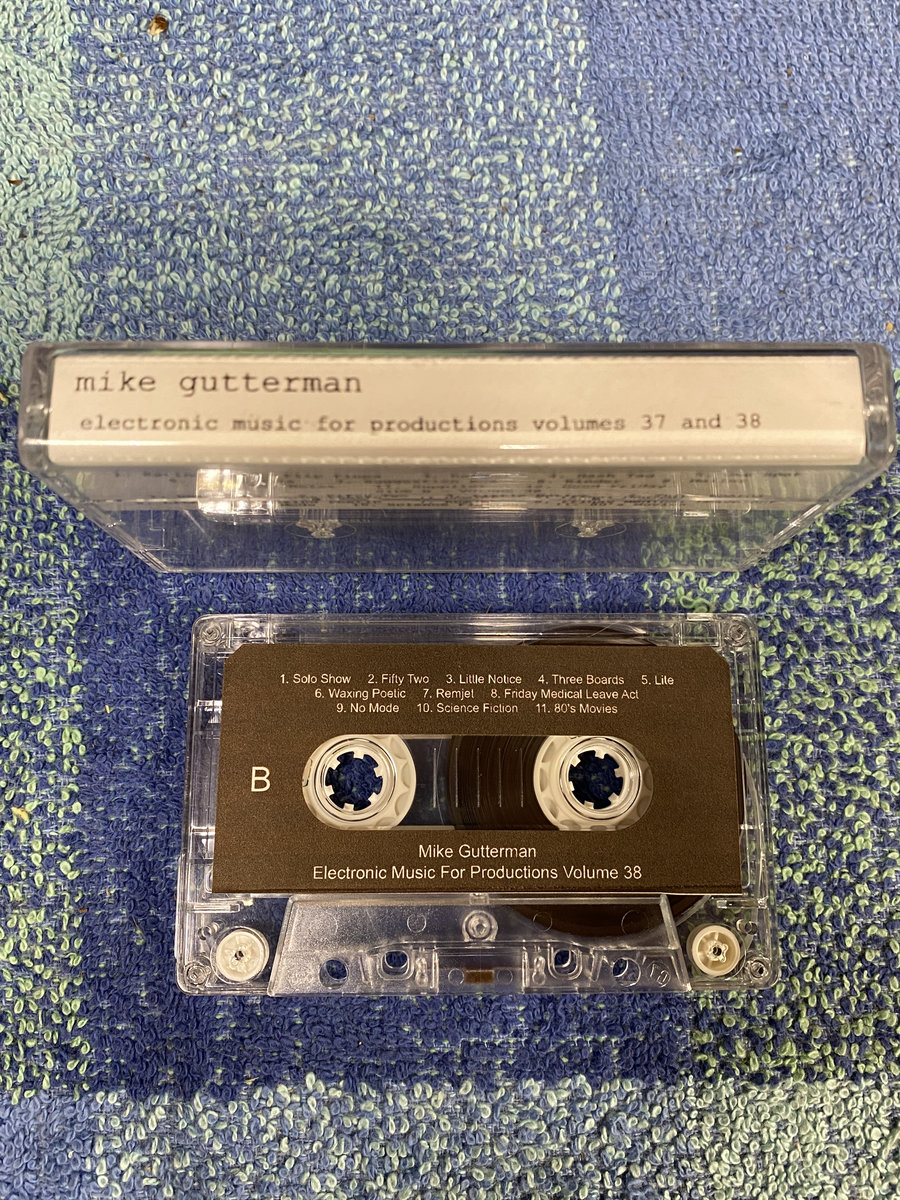 mike gutterman
electronic music for productions volumes 37 and 38
1. Solo Show 2. Fifty Two 3. Little Notice 4. Three Boards 5. Lite
6. Waxing Poetic 7. Remjet 8. Friday Medical Leave Act
9. No Mode 10. Science Fiction 11. 80's Movies
B
Mike Gutterman
Electronic Music For Productions Volume 38